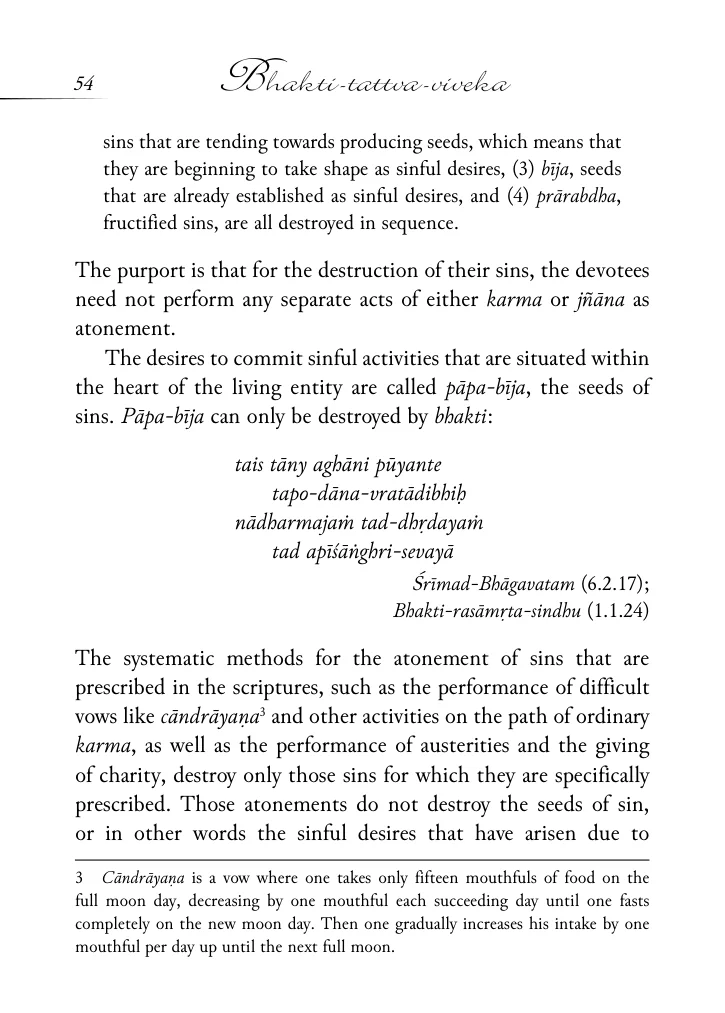 54
Bhakti-tattva-viveka
sins that are tending towards producing seeds, which means that
they are beginning to take shape as sinful desires, (3) bīja, seeds
that are already established as sinful desires, and (4) prārabdha,
fructified sins, are all destroyed in sequence.
The purport is that for the destruction of their sins, the devotees
need not perform any separate acts of either karma or jñāna as
atonement.
The desires to commit sinful activities that are situated within
the heart of the living entity are called pāpa-bīja, the seeds of
sins. Pāpa-bīja can only be destroyed by bhakti:
tais tāny aghāni pūyante
tapo-dāna-vratādibhiḥ
nādharmajaṁ tad-dhṛdayaṁ
tad apīśāṅghri-sevayā
Śrīmad-Bhāgavatam (6.2.17);
Bhakti-rasāmṛta-sindhu (1.1.24)
The systematic methods for the atonement of sins that are
prescribed in the scriptures, such as the performance of difficult
vows like cāndrāyaṇa3 and other activities on the path of ordinary
karma, as well as the performance of austerities and the giving
of charity, destroy only those sins for which they are specifically
prescribed. Those atonements do not destroy the seeds of sin,
or in other words the sinful desires that have arisen due to
3 Cāndrāyaṇa is a vow where one takes only fifteen mouthfuls of food on the
full moon day, decreasing by one mouthful each succeeding day until one fasts
completely on the new moon day. Then one gradually increases his intake by one
mouthful per day up until the next full moon.